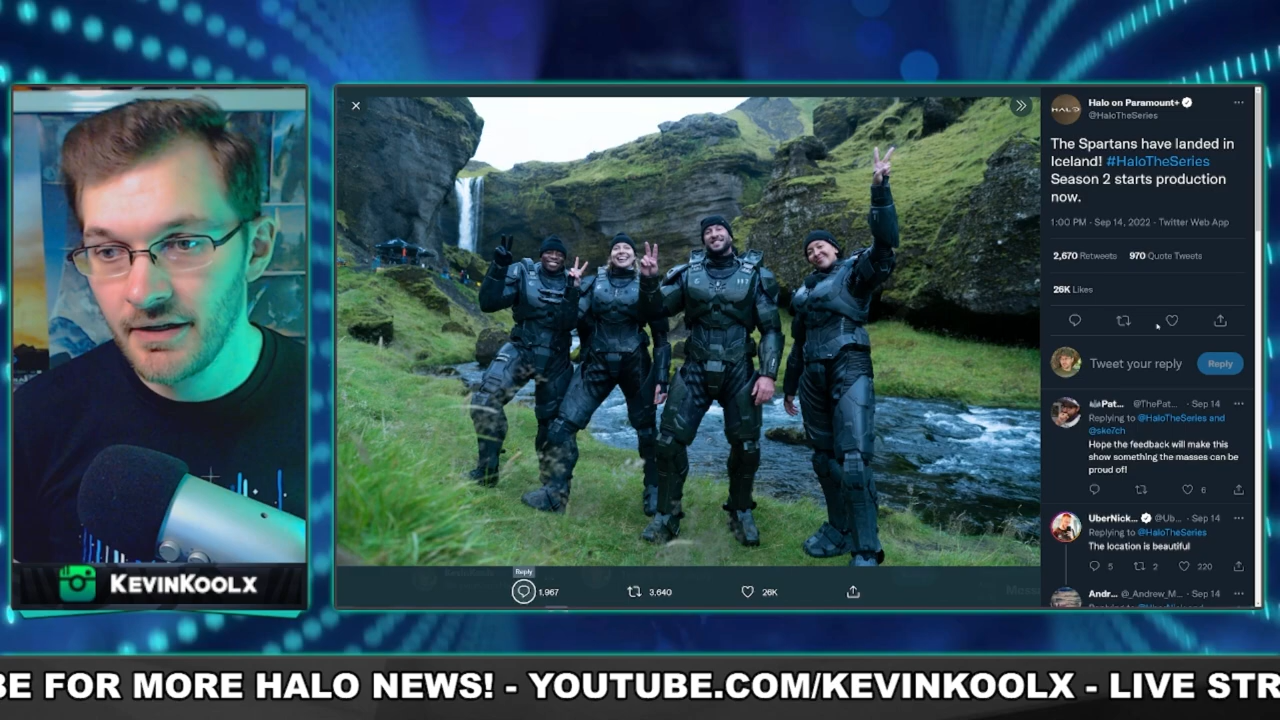 HALO
Halo on Paramount+
@HaloTheSeries
The Spartans have landed in
Iceland! #HaloTheSeries
Season 2 starts production
now.
1:00 PM · Sep 14, 2022 · Twitter Web App
2,670 Retweets 970 Quote Tweets
26K Likes
Tweet your reply Reply
Pat... @ThePat... · Sep 14
Replying to @HaloTheSeries and
@ske7ch
Hope the feedback will make this
show something the masses can be
proud of!
6
UberNick... @Ub... · Sep 14
Replying to @HaloTheSeries
The location is beautiful
5 2 220
Andr... @_Andrew_M... · Sep 14
117
Reply
1,967 3,640 26K
KEVINKOOLX
BE FOR MORE HALO NEWS! - YOUTUBE.COM/KEVINKOOLX - LIVE STR